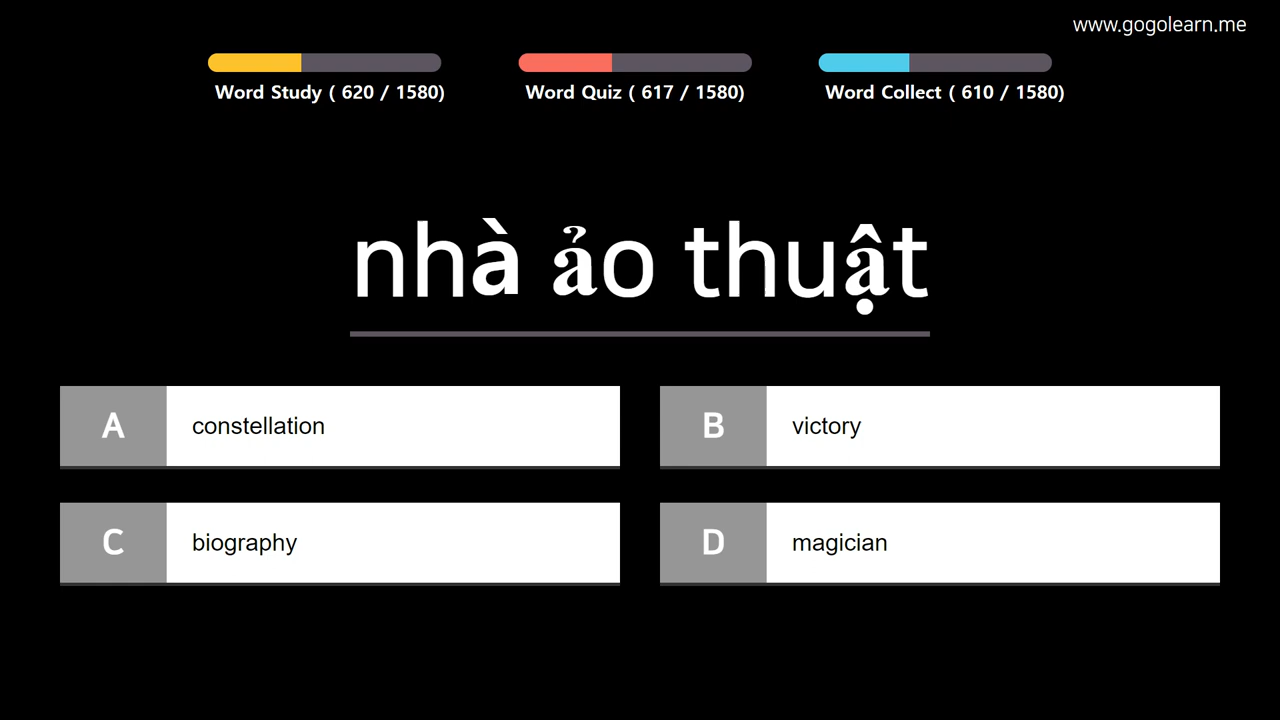 www.gogolearn.me
Word Study ( 620 / 1580)
Word Quiz ( 617 / 1580)
Word Collect ( 610 / 1580)
nhà ảo thuật
A constellation
B victory
C biography
D magician